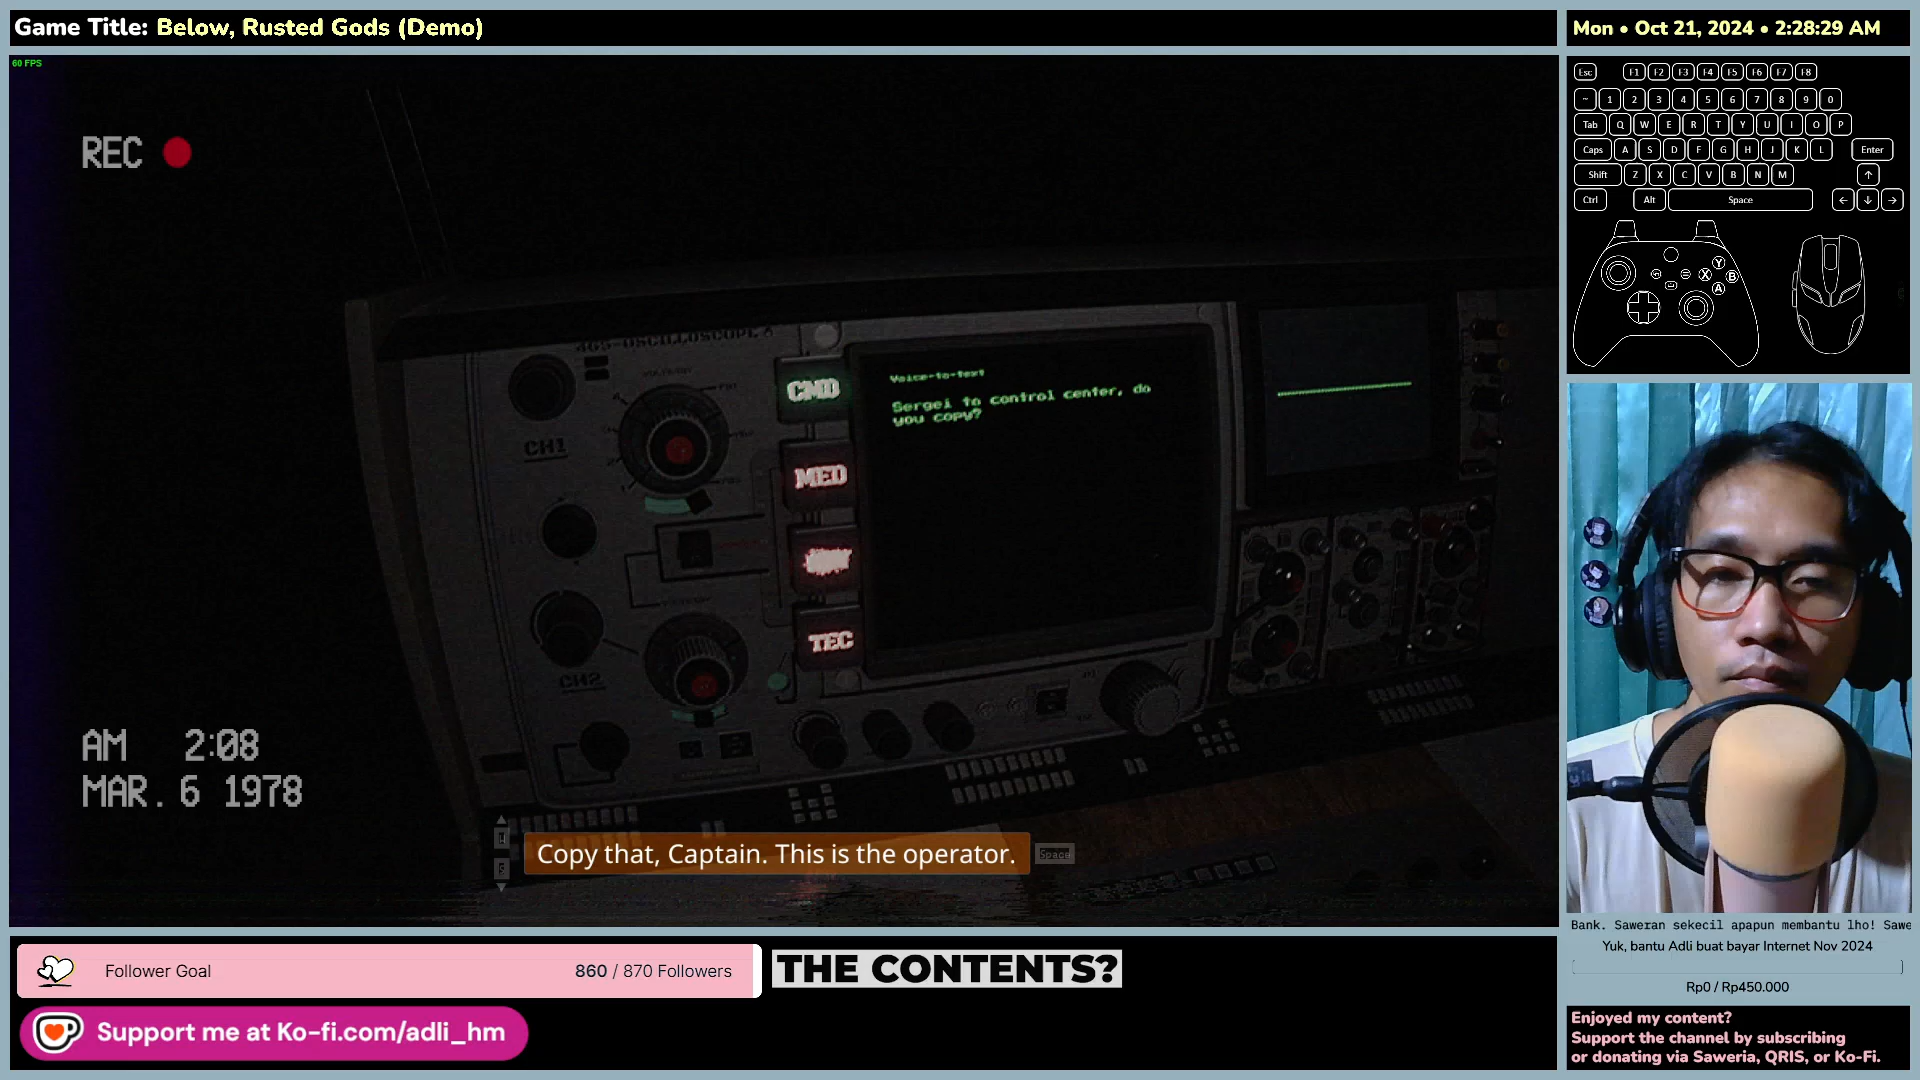 Game Title: Below, Rusted Gods (Demo)
Mon • Oct 21, 2024 • 2:28:29 AM
60 FPS
REC
465-OSCILLOSCOPE
CH1
CH2
CMD
MED
TEC
Voice-to-text
Sergei to control center, do
you copy?
AM 2:08
MAR. 6 1978
Copy that, Captain. This is the operator.
Space
Esc F1 F2 F3 F4 F5 F6 F7 F8
~ 1 2 3 4 5 6 7 8 9 0
Tab Q W E R T Y U I O P
Caps A S D F G H J K L Enter
Shift Z X C V B N M ↑
Ctrl Alt Space ← ↓ →
Y
X B
A
Bank. Saweran sekecil apapun membantu lho! Sawe
Yuk, bantu Adli buat bayar Internet Nov 2024
Rp0 / Rp450.000
Follower Goal 860 / 870 Followers
THE CONTENTS?
Support me at Ko-fi.com/adli_hm
Enjoyed my content?
Support the channel by subscribing
or donating via Saweria, QRIS, or Ko-Fi.